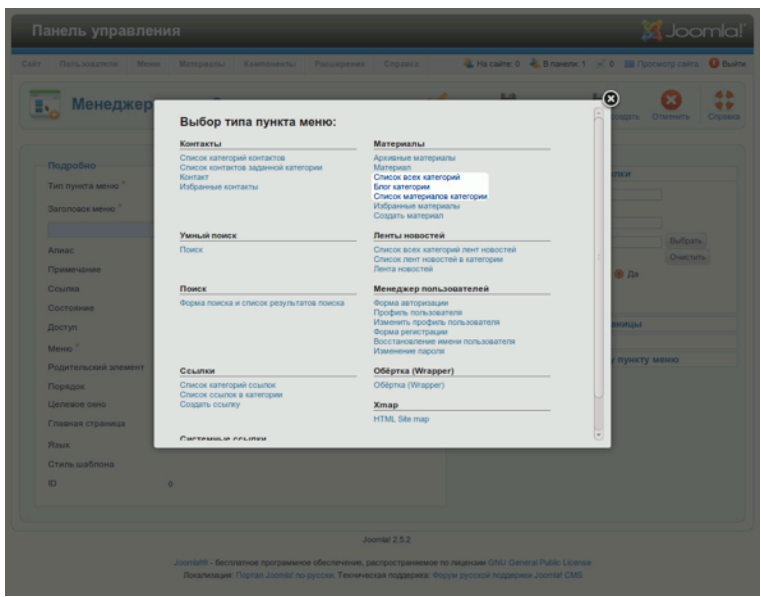 Панель управления
Joomla!
Сайт Пользователи Меню Материалы Компоненты Расширения Справка На сайте: 0 В панели: 1 0 Просмотр сайта Выйти
Менеджер
Отменить Справка
Выбор типа пункта меню:
Контакты
Список категорий контактов
Список контактов заданной категории
Контакт
Избранные контакты
Материалы
Архивные материалы
Материал
Список всех категорий
Блог категории
Список материалов категории
Избранные материалы
Создать материал
Умный поиск
Поиск
Ленты новостей
Список всех категорий лент новостей
Список лент новостей в категории
Лента новостей
Поиск
Форма поиска и список результатов поиска
Менеджер пользователей
Форма авторизации
Профиль пользователя
Изменить профиль пользователя
Форма регистрации
Восстановление имени пользователя
Изменение пароля
Ссылки
Список категорий ссылок
Список ссылок в категории
Создать ссылку
Обёртка (Wrapper)
Обёртка (Wrapper)
Xmap
HTML Site map
Системные ссылки
Подробно
Тип пункта меню *
Заголовок меню *
Алиас
Примечание
Ссылка
Состояние
Доступ
Меню *
Родительский элемент
Порядок
Целевое окно
Главная страница
Язык
Стиль шаблона
ID 0
Выбрать
Очистить
Да
пункту меню
Joomla! 2.5.2
Joomla!® - бесплатное программное обеспечение, распространяемое по лицензии GNU General Public License
Локализация: Портал Joomla! по-русски. Техническая поддержка: Форум русской поддержки Joomla! CMS